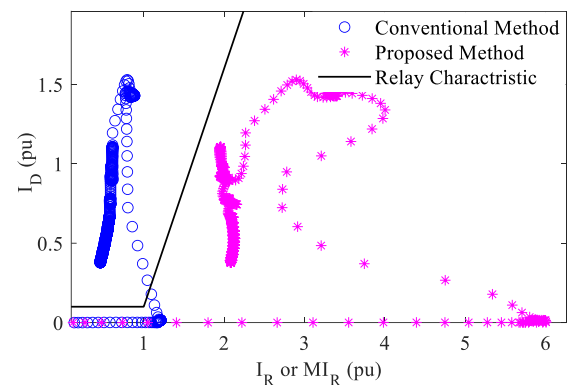 Conventional Method
Proposed Method
Relay Charactristic
1.5
1
0.5
0
I_D (pu)
1 2 3 4 5 6
I_R or MI_R (pu)